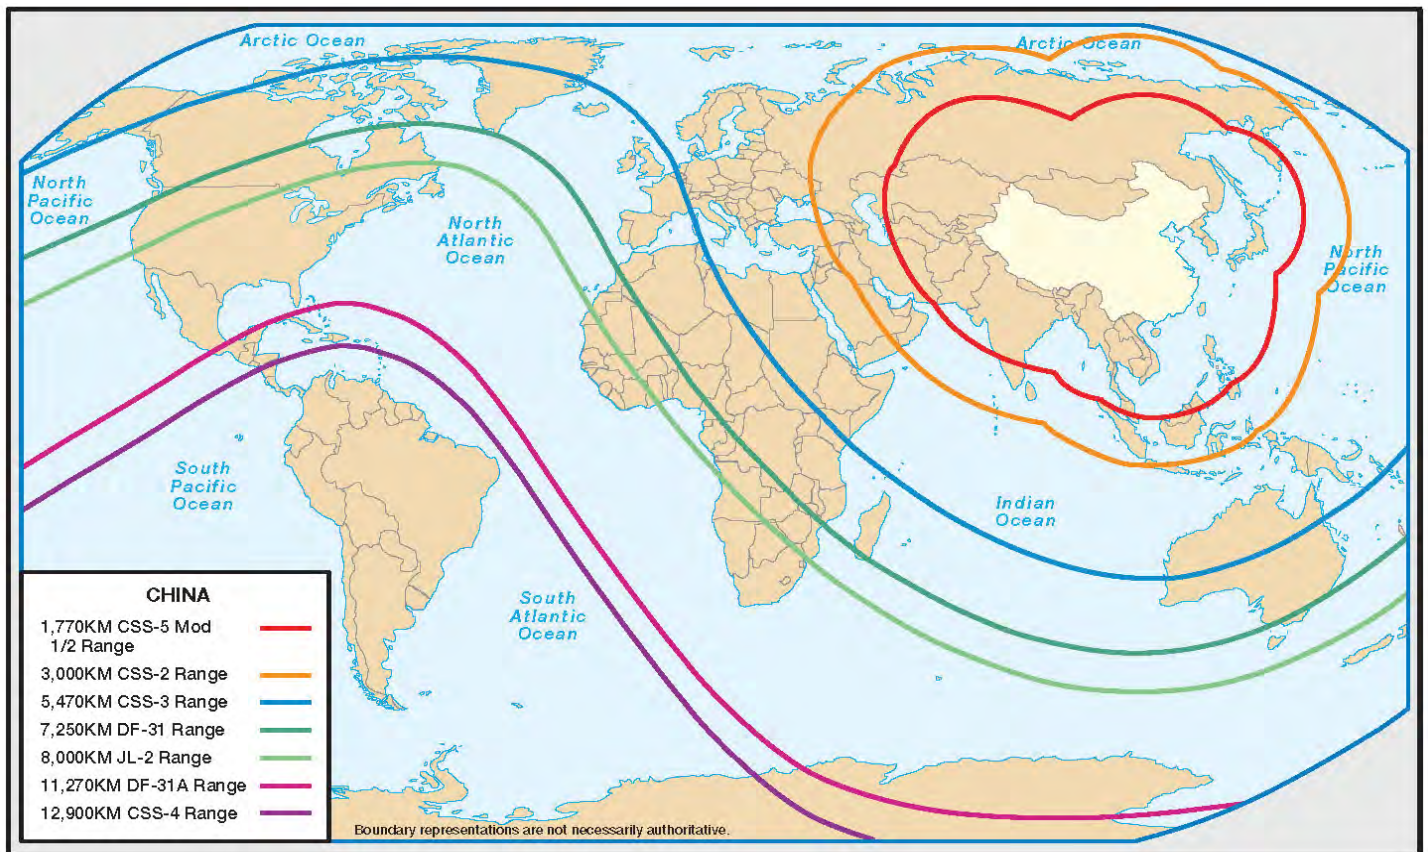 Arctic Ocean
Arctic Ocean
North
Pacific
Ocean
North
Atlantic
Ocean
North
Pacific
Ocean
South
Pacific
Ocean
Indian
Ocean
South
Atlantic
Ocean
CHINA
1,770KM CSS-5 Mod
1/2 Range
3,000KM CSS-2 Range
5,470KM CSS-3 Range
7,250KM DF-31 Range
8,000KM JL-2 Range
11,270KM DF-31A Range
12,900KM CSS-4 Range
Boundary representations are not necessarily authoritative.